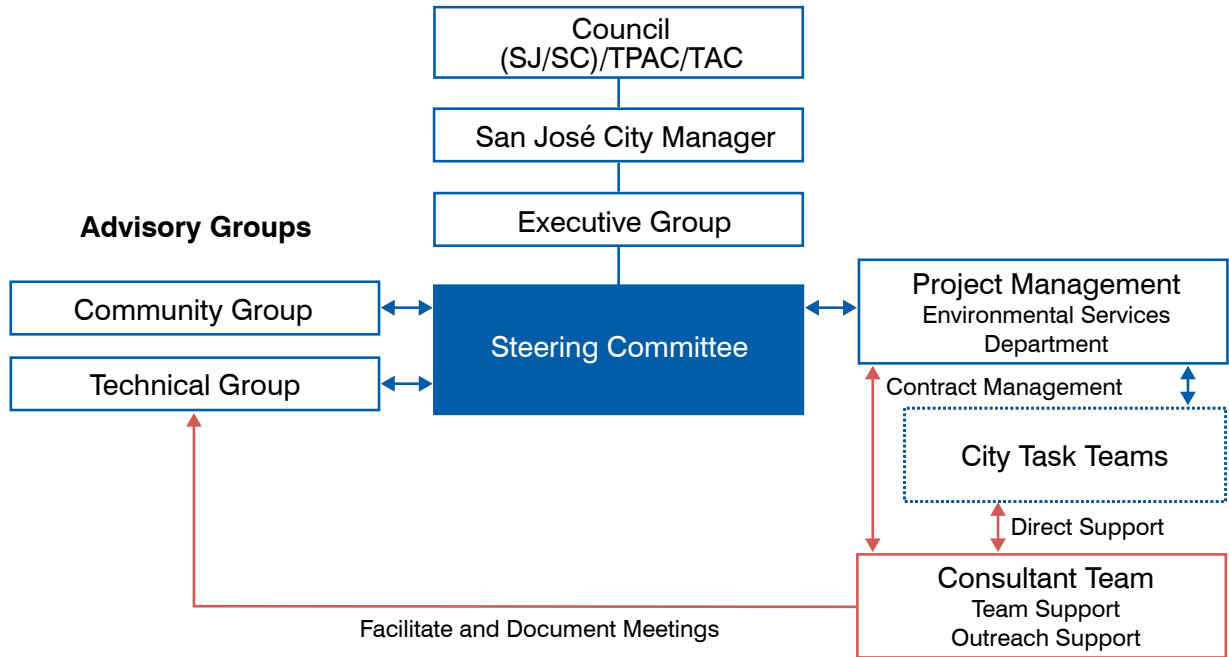 Council
(SJ/SC)/TPAC/TAC
San José City Manager
Executive Group
Advisory Groups
Community Group
Technical Group
Steering Committee
Project Management
Environmental Services
Department
Contract Management
City Task Teams
Direct Support
Consultant Team
Team Support
Outreach Support
Facilitate and Document Meetings